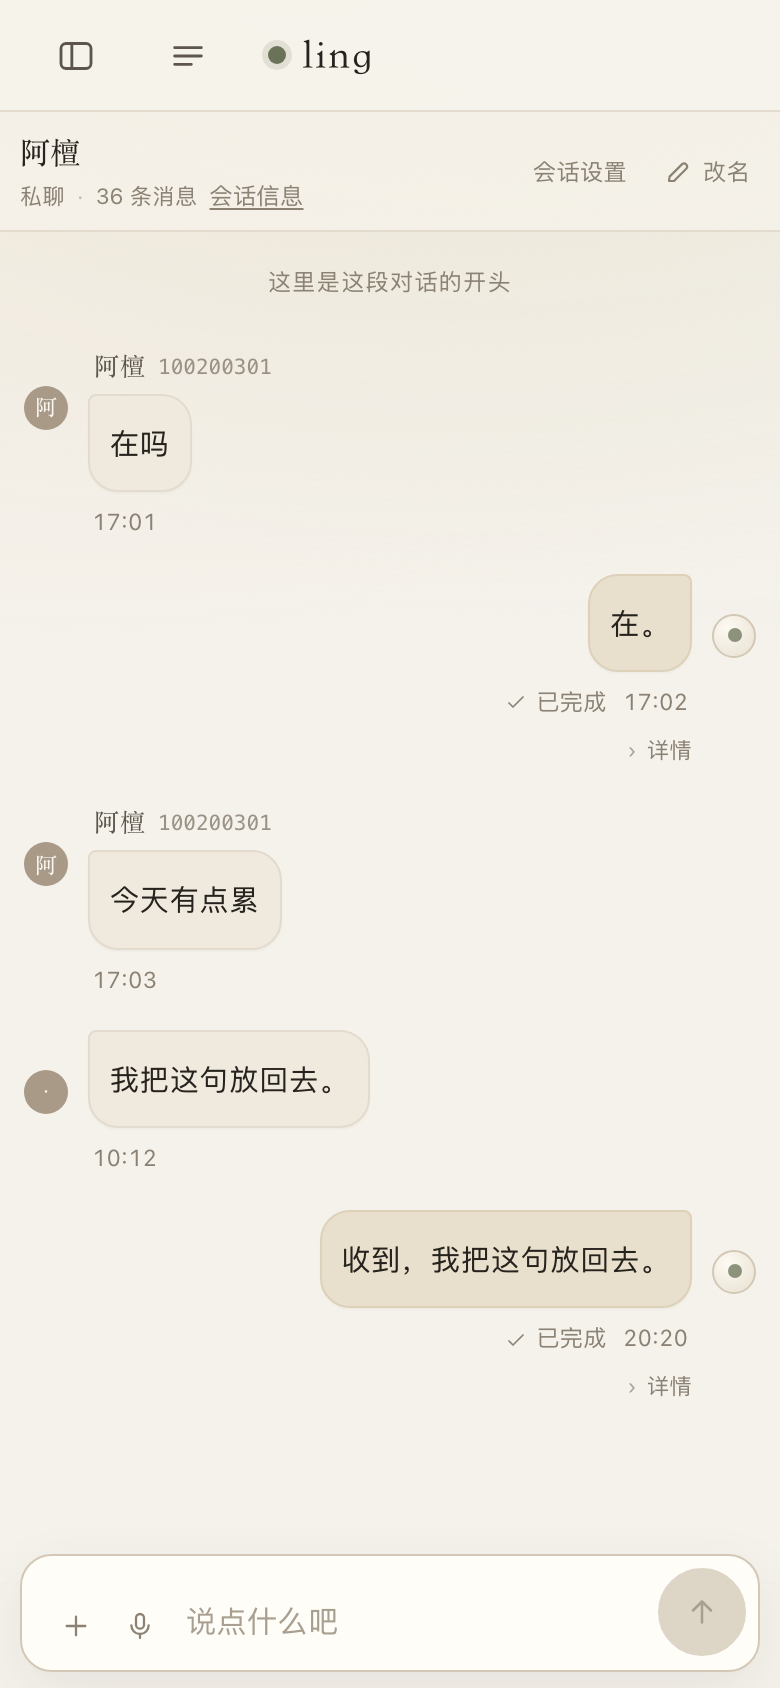 ling
阿檀
私聊 · 36 条消息 会话信息
会话设置 改名
这里是这段对话的开头
阿檀 100200301
阿
在吗
17:01
在。
✓ 已完成 17:02
› 详情
阿檀 100200301
阿
今天有点累
17:03
·
我把这句放回去。
10:12
收到，我把这句放回去。
✓ 已完成 20:20
› 详情
说点什么吧